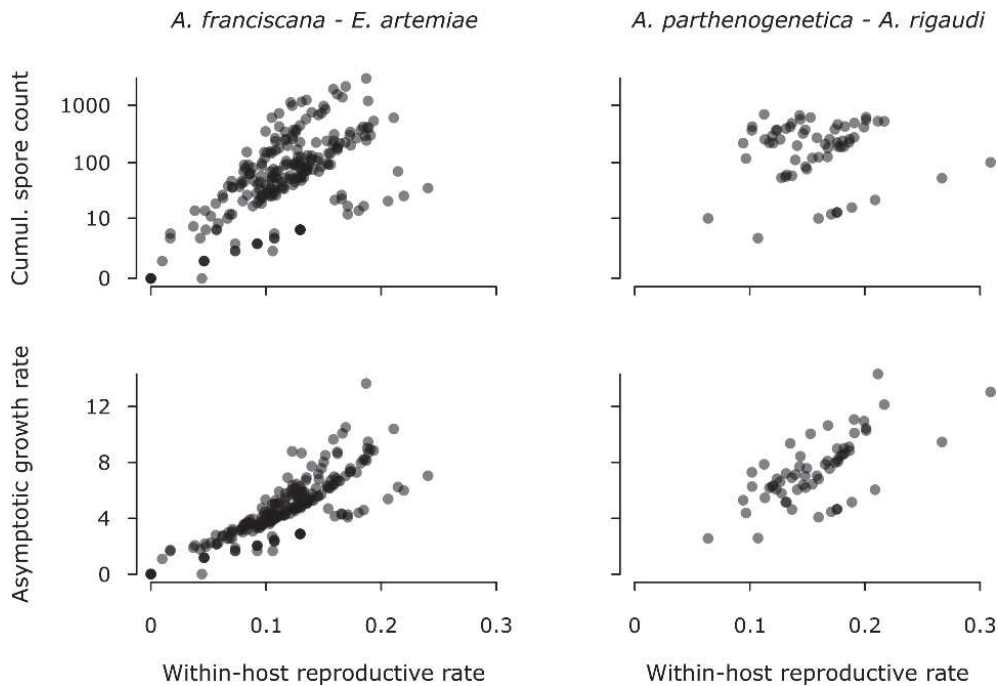 A. franciscana - E. artemiae
A. parthenogenetica - A. rigaudi
Cumul. spore count
1000
100
10
0
Asymptotic growth rate
12
8
4
0
0 0.1 0.2 0.3
0 0.1 0.2 0.3
Within-host reproductive rate
Within-host reproductive rate